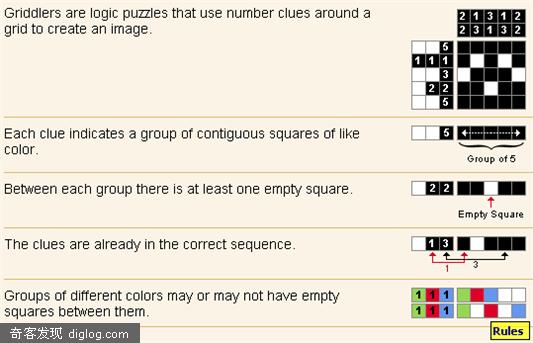 Griddlers are logic puzzles that use number clues around a
grid to create an image.
2 1 3 1 2
2 3 1 3 2
5
1 1 1
3
2 2
5
Each clue indicates a group of contiguous squares of like
color.
5
Group of 5
Between each group there is at least one empty square.
2 2
Empty Square
The clues are already in the correct sequence.
1 3
1
3
Groups of different colors may or may not have empty
squares between them.
1 1 1
1 1 1
奇客发现 diglog.com
Rules